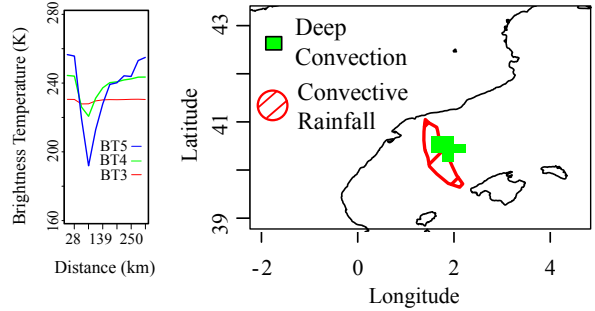 Brightness Temperature (K)
280
240
200
160
BT5
BT4
BT3
28 139 250
Distance (km)
Latitude
43
41
39
Deep
Convection
Convective
Rainfall
-2 0 2 4
Longitude